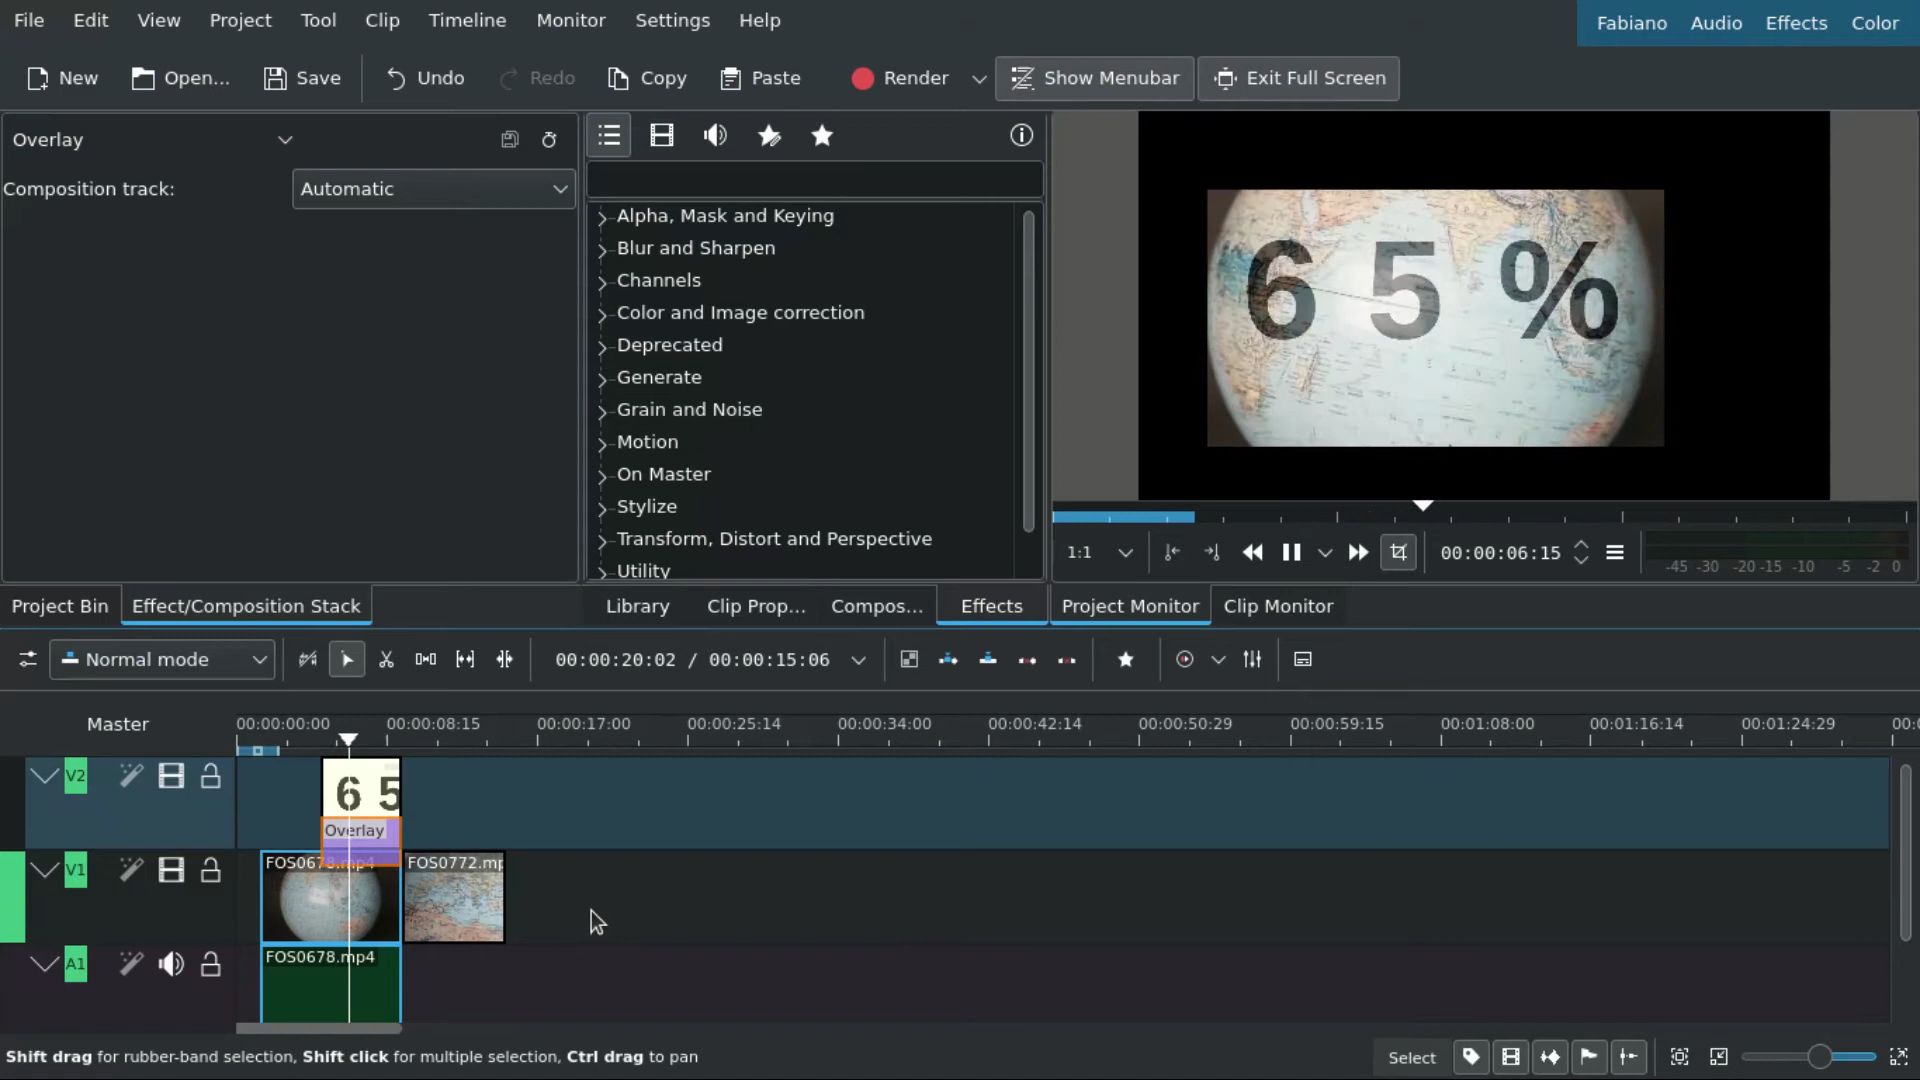 File Edit View Project Tool Clip Timeline Monitor Settings Help Fabiano Audio Effects Color
New Open... Save Undo Redo Copy Paste Render Show Menubar Exit Full Screen
Overlay
Composition track: Automatic
Alpha, Mask and Keying
Blur and Sharpen
Channels
Color and Image correction
Deprecated
Generate
Grain and Noise
Motion
On Master
Stylize
Transform, Distort and Perspective
Utility
6 5 %
1:1 00:00:06:15 -45 -30 -20 -15 -10 -5 -2 0
Project Bin Effect/Composition Stack Library Clip Prop... Compos... Effects Project Monitor Clip Monitor
Normal mode 00:00:20:02 / 00:00:15:06
Master 00:00:00:00 00:00:08:15 00:00:17:00 00:00:25:14 00:00:34:00 00:00:42:14 00:00:50:29 00:00:59:15 00:01:08:00 00:01:16:14 00:01:24:29 00:0
V2 6 5
Overlay
V1 FOS0678.mp4 FOS0772.mp
A1 FOS0678.mp4
Shift drag for rubber-band selection, Shift click for multiple selection, Ctrl drag to pan Select